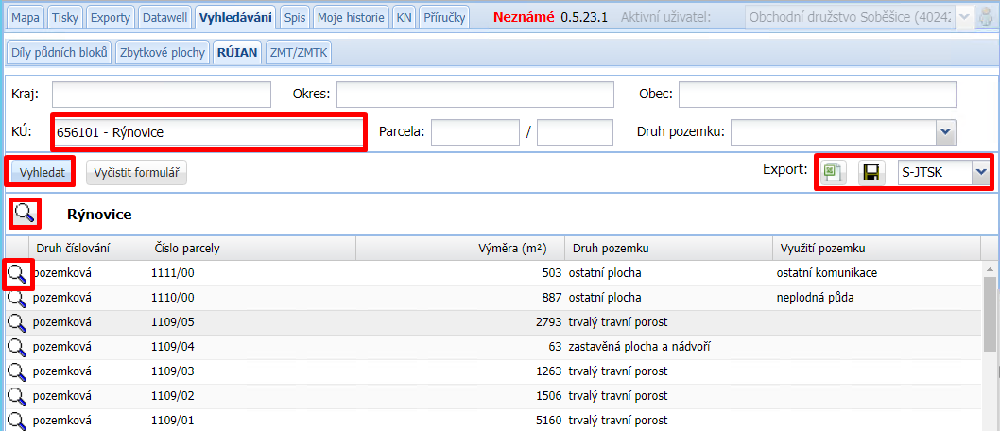 Mapa Tisky Exporty Datawell Vyhledávání Spis Moje historie KN Příručky Neznámé 0.5.23.1 Aktivní uživatel: Obchodní družstvo Soběšice (4024
Díly půdních bloků Zbytkové plochy RÚIAN ZMT/ZMTK
Kraj: Okres: Obec:
KÚ: 656101 - Rýnovice Parcela: / Druh pozemku:
Vyhledat Vyčistit formulář Export: S-JTSK
Rýnovice
Druh číslování Číslo parcely Výměra (m²) Druh pozemku Využití pozemku
pozemková 1111/00 503 ostatní plocha ostatní komunikace
pozemková 1110/00 887 ostatní plocha neplodná půda
pozemková 1109/05 2793 trvalý travní porost
pozemková 1109/04 63 zastavěná plocha a nádvoří
pozemková 1109/03 1263 trvalý travní porost
pozemková 1109/02 1506 trvalý travní porost
pozemková 1109/01 5160 trvalý travní porost